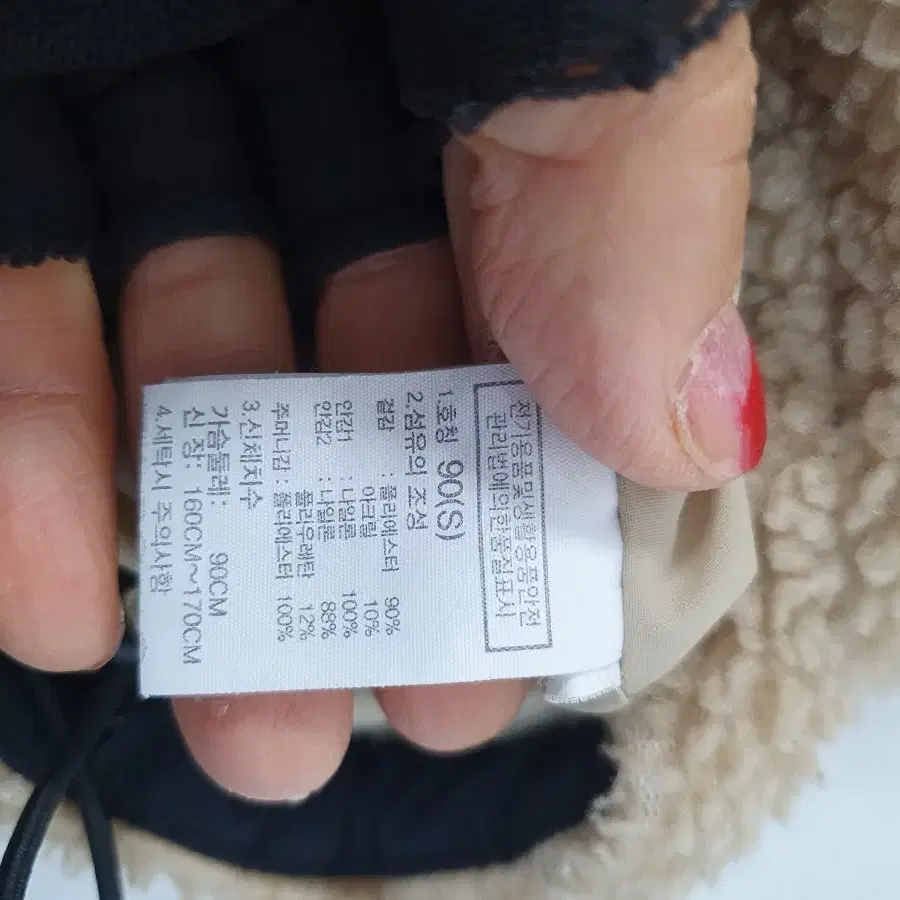 전기용품및생활용품안전
관리법에의한품질표시
1.호칭 90(S)
2.섬유의 조성
겉감 : 폴리에스터 90%
아크릴 10%
안감1 : 나일론 100%
안감2 : 나일론 88%
폴리우레탄 12%
주머니감 : 폴리에스터 100%
3.신체치수
가슴둘레: 90CM
신 장: 160CM~170CM
4.세탁시 주의사항